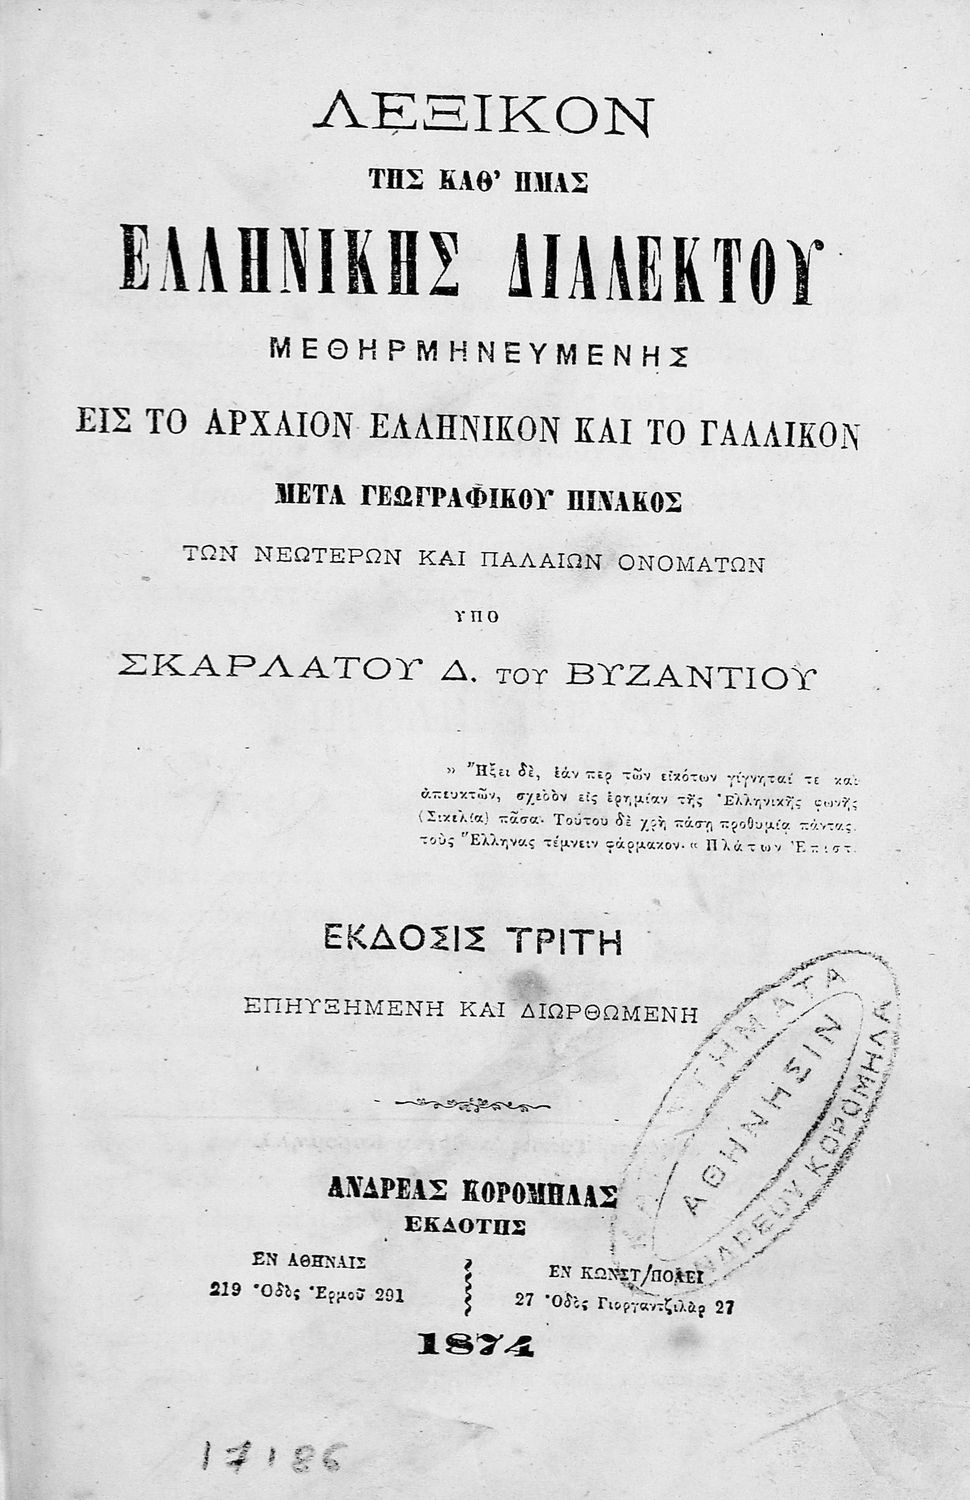 ΛΕΞΙΚΟΝ
ΤΗΣ ΚΑΘ' ΗΜΑΣ
ΕΛΛΗΝΙΚΗΣ ΔΙΑΛΕΚΤΟΥ
ΜΕΘΗΡΜΗΝΕΥΜΕΝΗΣ
ΕΙΣ ΤΟ ΑΡΧΑΙΟΝ ΕΛΛΗΝΙΚΟΝ ΚΑΙ ΤΟ ΓΑΛΛΙΚΟΝ
ΜΕΤΑ ΓΕΩΓΡΑΦΙΚΟΥ ΠΙΝΑΚΟΣ
ΤΩΝ ΝΕΩΤΕΡΩΝ ΚΑΙ ΠΑΛΑΙΩΝ ΟΝΟΜΑΤΩΝ
ΥΠΟ
ΣΚΑΡΛΑΤΟΥ Δ. ΤΟΥ ΒΥΖΑΝΤΙΟΥ
» Ἥξει δὲ, ἐάν περ τῶν εἰκότων γίγνηταί τε καὶ
ἀπευκτῶν, σχεδὸν εἰς ἐρημίαν τῆς Ἑλληνικῆς φωνῆς
(Σικελία) πᾶσα· Τούτου δὲ χρὴ πάσῃ προθυμίᾳ πάντας
τοὺς Ἕλληνας τέμνειν φάρμακον· « Πλάτων Ἐπιστ.
ΕΚΔΟΣΙΣ ΤΡΙΤΗ
ΕΠΗΥΞΗΜΕΝΗ ΚΑΙ ΔΙΩΡΘΩΜΕΝΗ
ΑΘΗΝΗΣΙΝ
ΚΟΡΟΜΗΛΑ
ΑΝΔΡΕΑΣ ΚΟΡΟΜΗΛΑΣ
ΕΚΔΟΤΗΣ
ΕΝ ΑΘΗΝΑΙΣ
219 Ὁδὸς Ἑρμοῦ 291
ΕΝ ΚΩΝΣΤ/ΠΟΛΕΙ
27 Ὁδὸς Γιοργαντζιλὰρ 27
1874
17186